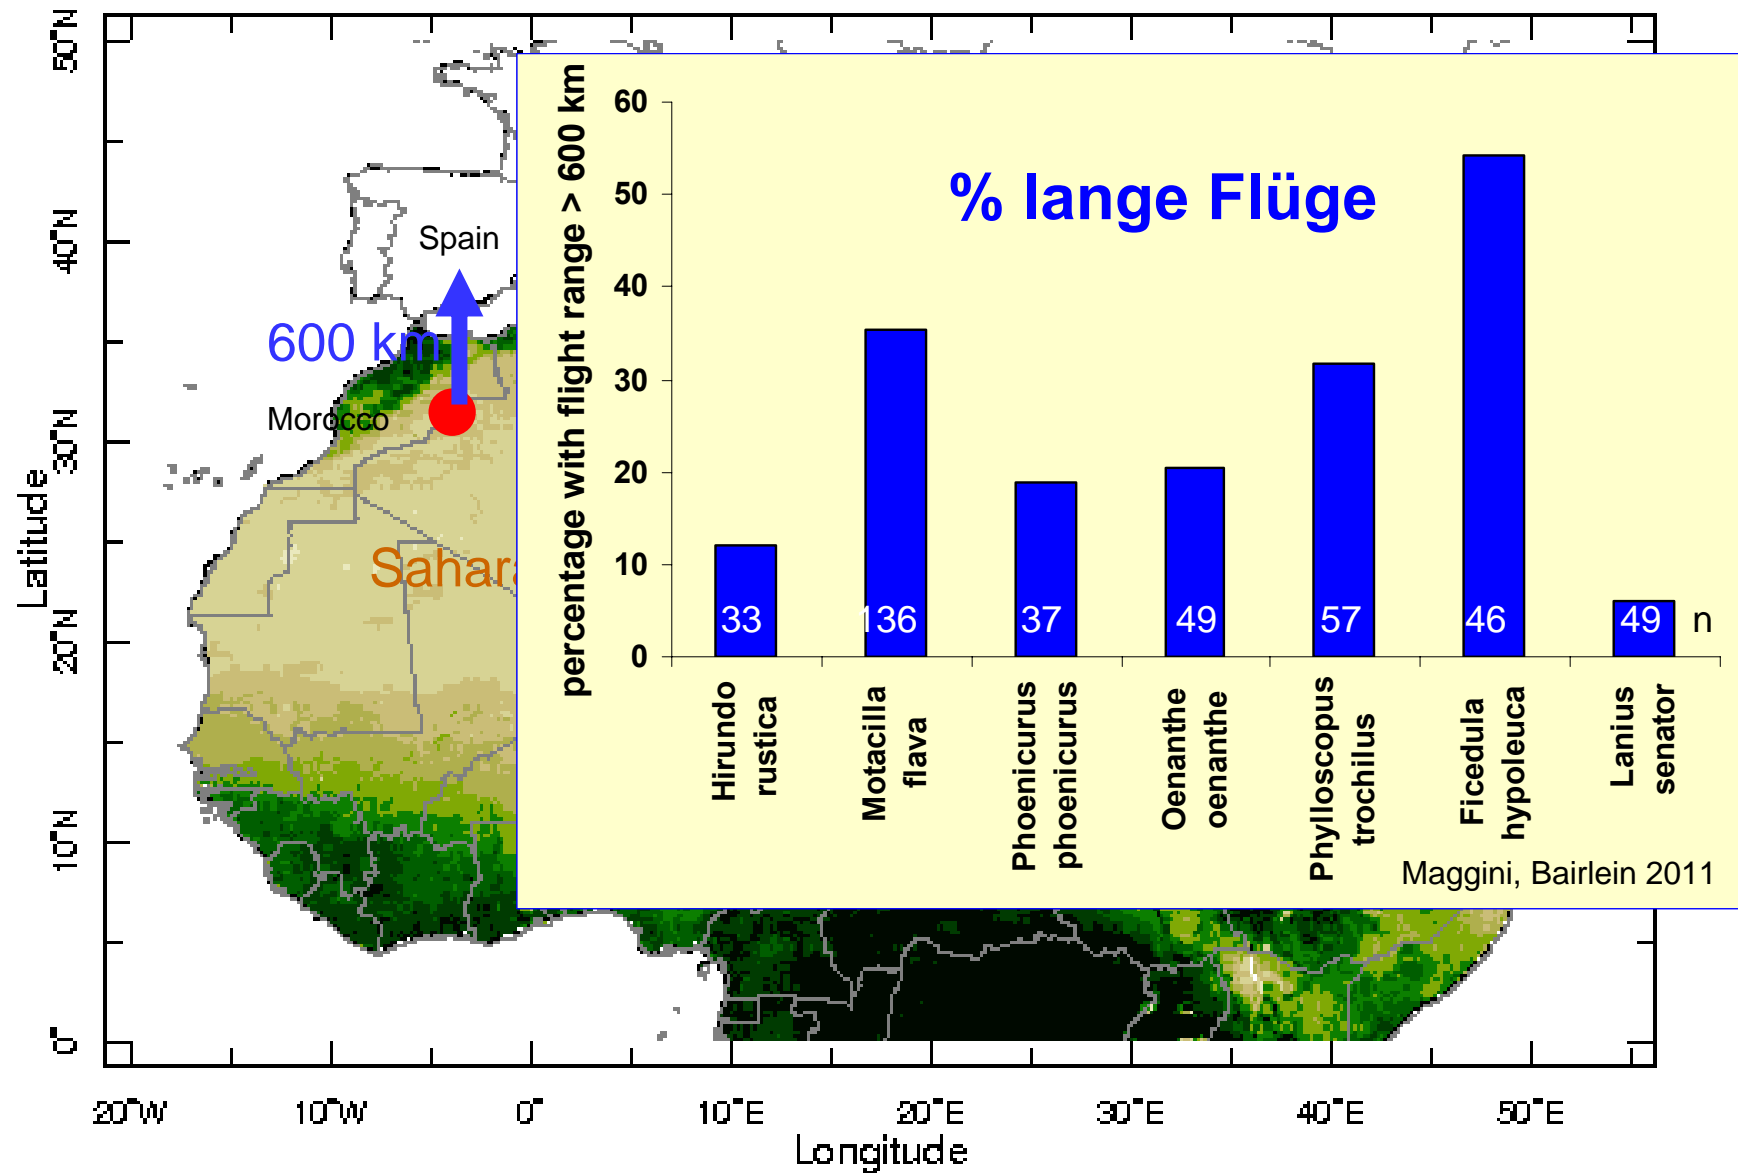 50°N
40°N
30°N
20°N
10°N
0°
Latitude
20°W
10°W
0°
10°E
20°E
30°E
40°E
50°E
Longitude
Spain
600 km
Morocco
Sahara
% lange Flüge
percentage with flight range > 600 km
60
50
40
30
20
10
0
33
136
37
49
57
46
49
n
Hirundo
rustica
Motacilla
flava
Phoenicurus
phoenicurus
Oenanthe
oenanthe
Phylloscopus
trochilus
Ficedula
hypoleuca
Lanius
senator
Maggini, Bairlein 2011